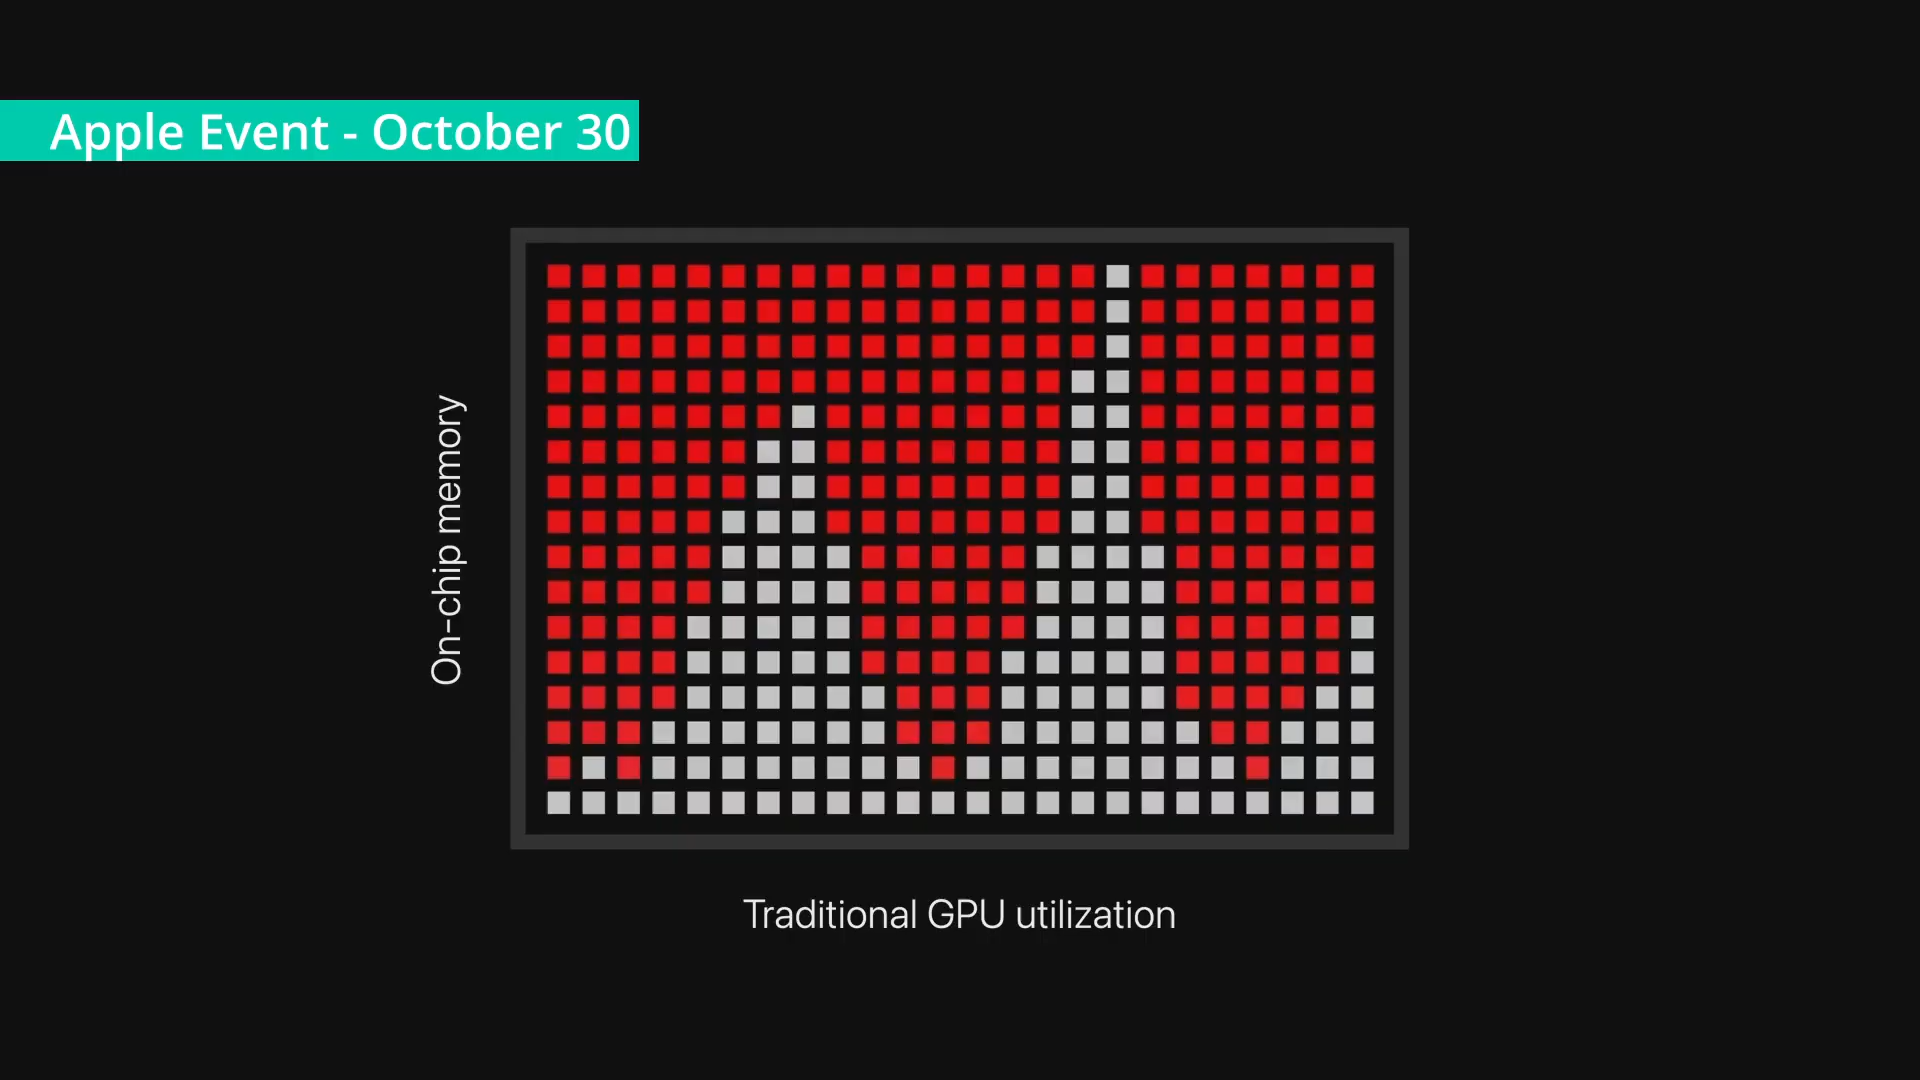 Apple Event - October 30
On-chip memory
Traditional GPU utilization